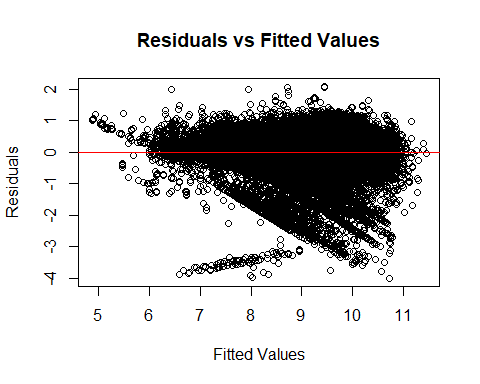 Residuals vs Fitted Values
Residuals
2
1
0
-1
-2
-3
-4
5 6 7 8 9 10 11
Fitted Values